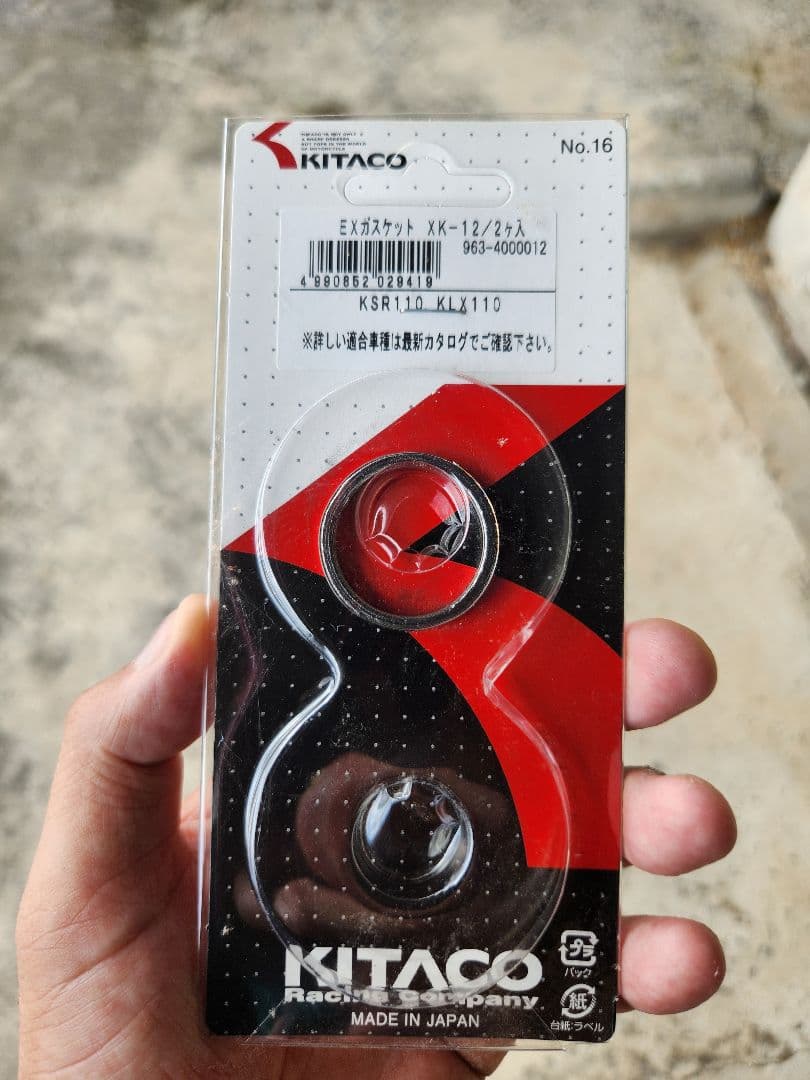 KITACO
No.16
EXガスケット XK-12/2ヶ入
963-4000012
4 990852 029419
KSR110 KLX110
※詳しい適合車種は最新カタログでご確認下さい。
KITACO
Racing Company
MADE IN JAPAN
プラ
パック
紙
台紙:ラベル